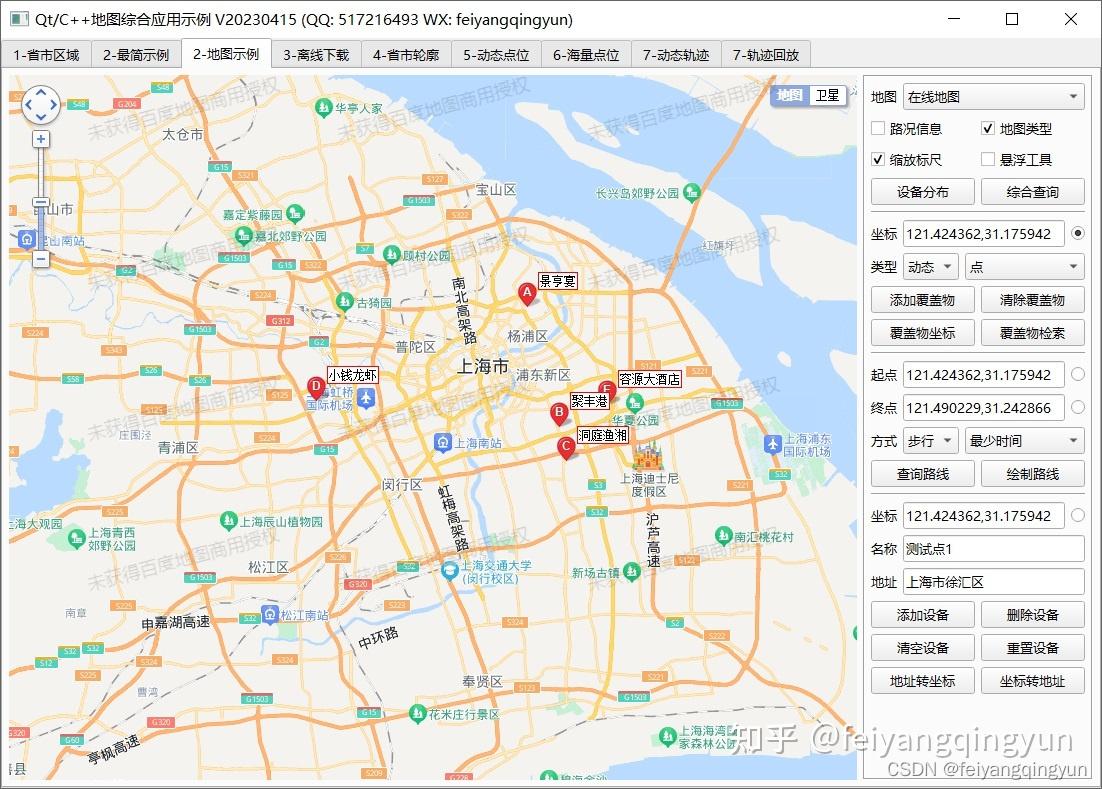 Qt/C++地图综合应用示例 V20230415 (QQ: 517216493 WX: feiyangqingyun)
1-省市区域 2-最简示例 2-地图示例 3-离线下载 4-省市轮廓 5-动态点位 6-海量点位 7-动态轨迹 7-轨迹回放
地图 卫星
未获得百度地图商用授权
华亭人家
太仓市
宝山区
长兴岛郊野公园
昆山市
昆山南站
嘉定紫藤园
嘉北郊野公园
顾村公园
红旗圩
A 景亨宴
古猗园
南北高架路
杨浦区
普陀区
上海市
浦东新区
D 小钱龙虾
虹桥
国际机场
E 容源大酒店
B 聚丰港
华夏公园
C 洞庭渔湘
庄围泾
青浦区
上海南站
上海浦东
国际机场
上海迪士尼
度假区
闵行区
虹梅高架路
上海大观园
上海青西
郊野公园
上海辰山植物园
沪芦高速
南汇桃花村
松江区
上海交通大学
(闵行校区)
新场古镇
南章
申嘉湖高速
松江南站
中环路
曹湾
奉贤区
花米庄行景区
亭枫高速
上海海湾国
家森林公园
碧海金沙
地图 在线地图
路况信息 地图类型
缩放标尺 悬浮工具
设备分布 综合查询
坐标 121.424362,31.175942
类型 动态 点
添加覆盖物 清除覆盖物
覆盖物坐标 覆盖物检索
起点 121.424362,31.175942
终点 121.490229,31.242866
方式 步行 最少时间
查询路线 绘制路线
坐标 121.424362,31.175942
名称 测试点1
地址 上海市徐汇区
添加设备 删除设备
清空设备 重置设备
地址转坐标 坐标转地址
知乎 @feiyangqingyun
CSDN @feiyangqingyun